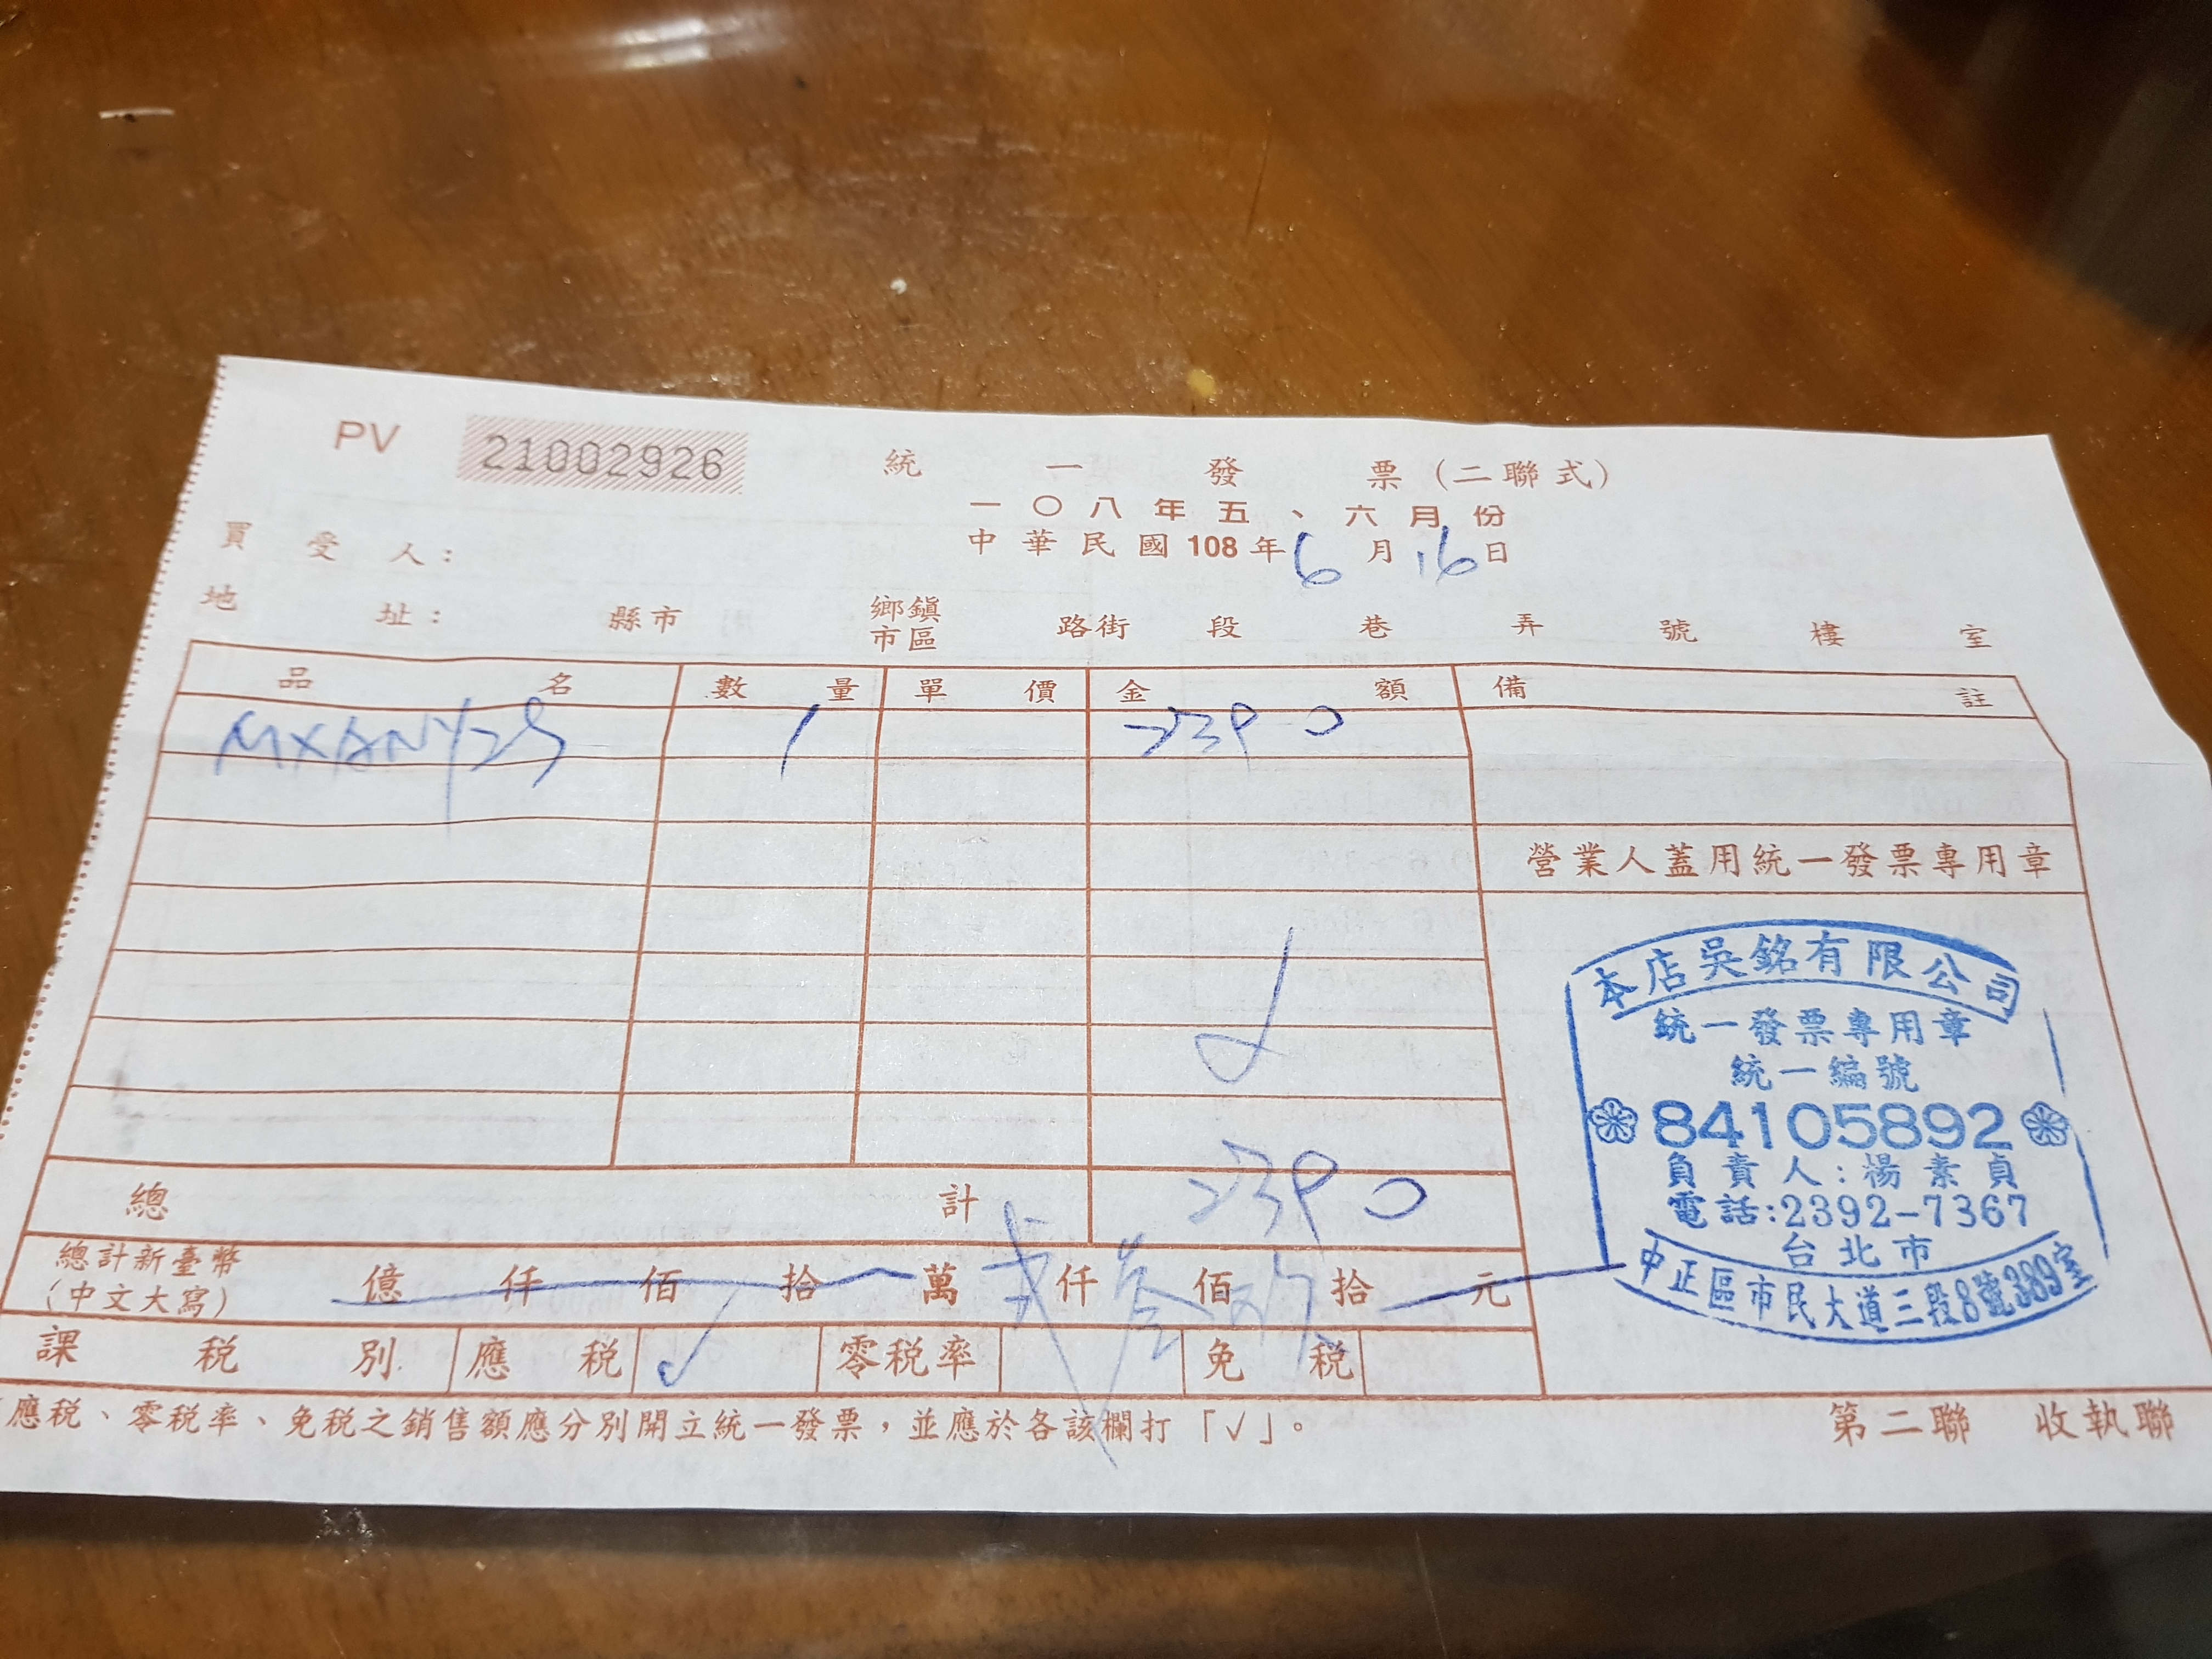 PV 21002926
統一發票(二聯式)
一〇八年五、六月份
中華民國108年6月16日
買受人:
地址: 縣市 鄉鎮市區 路街 段 巷 弄 號 樓 室
品名 數量 單價 金額 備註
MXANY2S 1 2390
營業人蓋用統一發票專用章
本店吳銘有限公司
統一發票專用章
統一編號
84105892
負責人:楊素貞
電話:2392-7367
台北市
中正區市民大道三段8號389室
總計 2390
總計新臺幣
(中文大寫) 億 仟 佰 拾 萬 弍仟 叁佰 玖拾 元
課稅別 應稅 ✓ 零稅率 免稅
應稅、零稅率、免稅之銷售額應分別開立統一發票,並應於各該欄打「✓」。
第二聯 收執聯